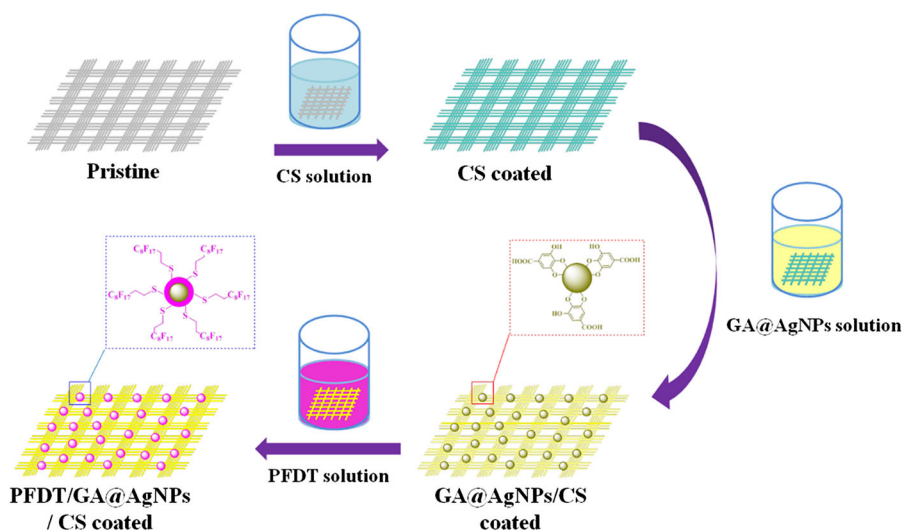 Pristine
CS solution
CS coated
GA@AgNPs solution
C₈F₁₇
C₈F₁₇
S
S
C₈F₁₇
S
S
C₈F₁₇
S
S
C₈F₁₇
C₈F₁₇
OH
HO
HOOC
O
O
O
O
COOH
O
O
HO
COOH
PFDT solution
PFDT/GA@AgNPs
/ CS coated
GA@AgNPs/CS
coated